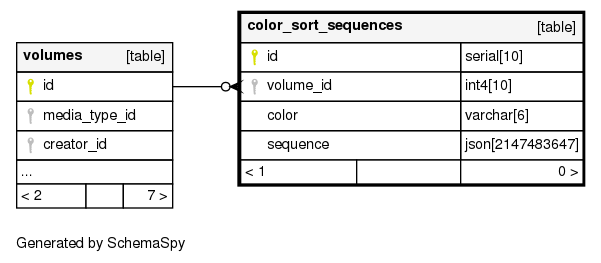 volumes [table]
id
media_type_id
creator_id
...
< 2 7 >
color_sort_sequences [table]
id serial[10]
volume_id int4[10]
color varchar[6]
sequence json[2147483647]
< 1 0 >
Generated by SchemaSpy